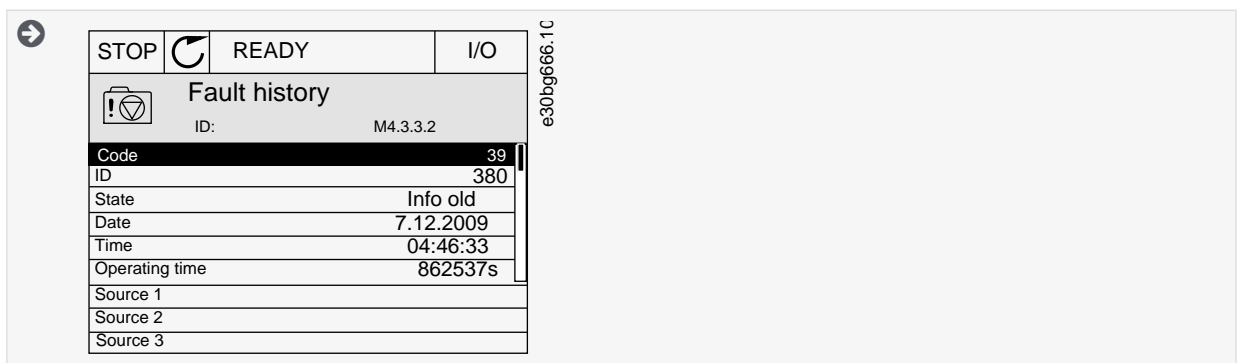 STOP READY I/O
Fault history
ID: M4.3.3.2
Code 39
ID 380
State Info old
Date 7.12.2009
Time 04:46:33
Operating time 862537s
Source 1
Source 2
Source 3
e30bg666.10